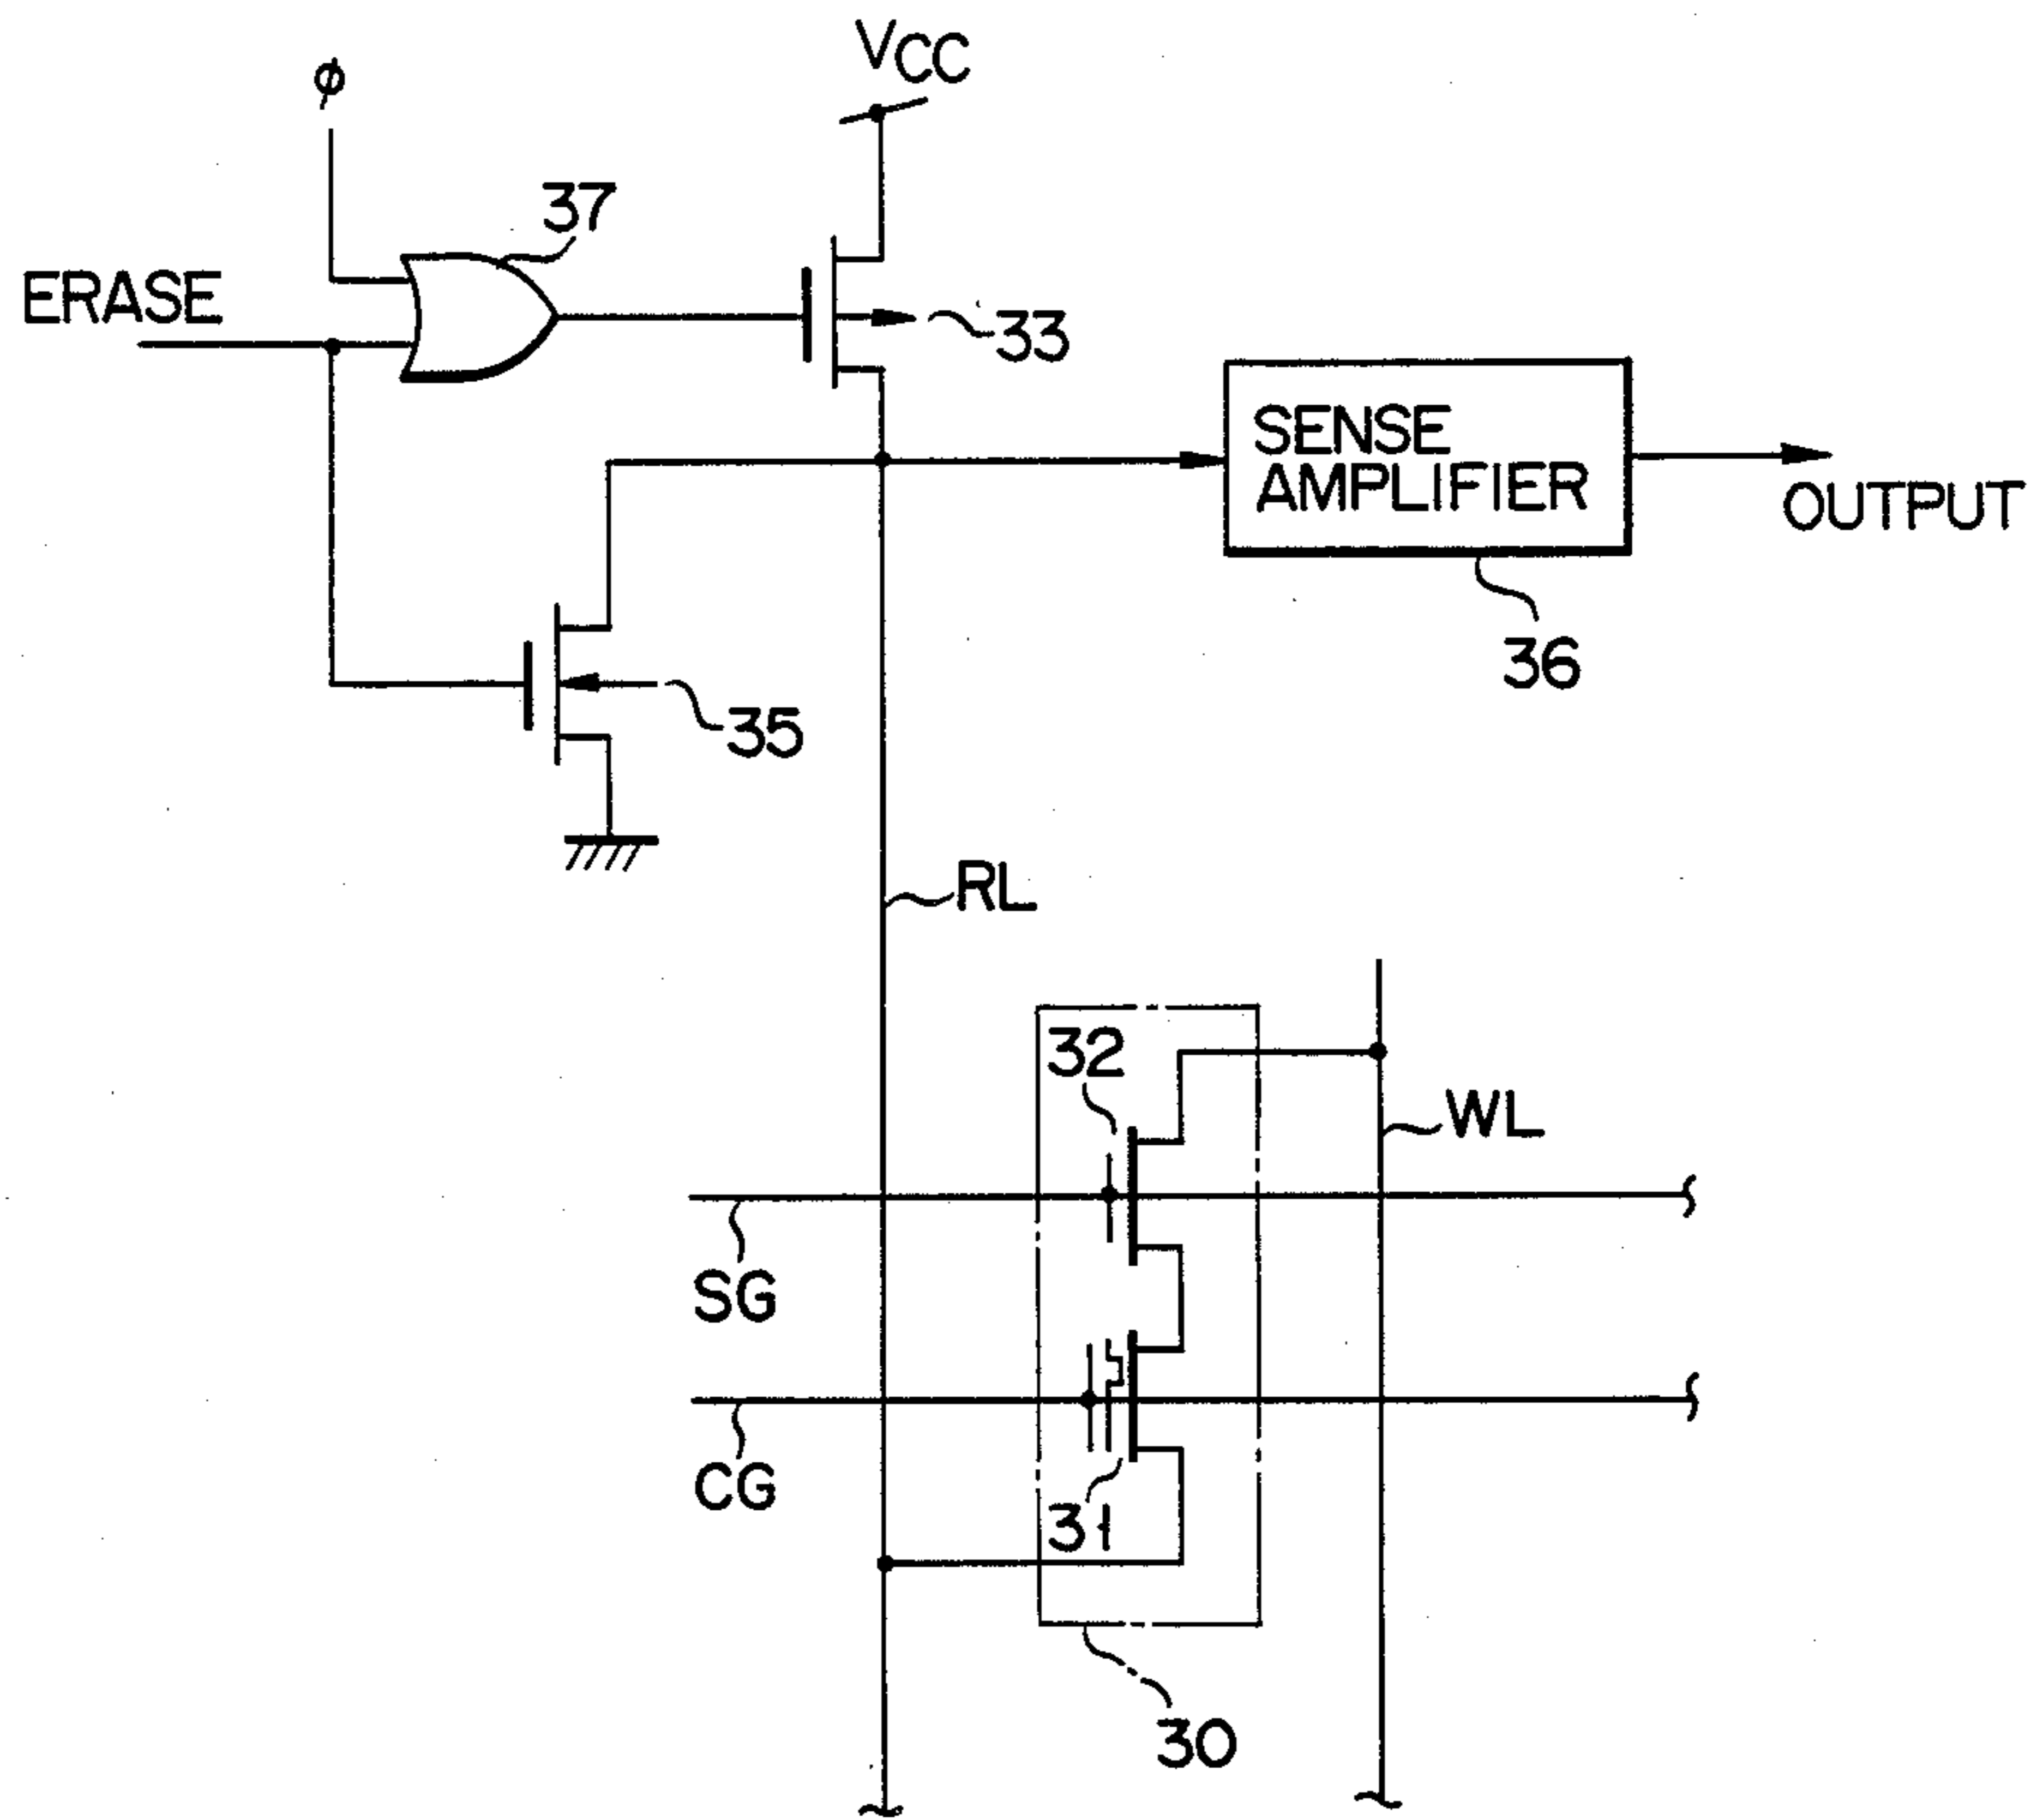 φ
VCC
37
ERASE
33
SENSE
AMPLIFIER
OUTPUT
36
35
RL
32
WL
SG
CG
31
30